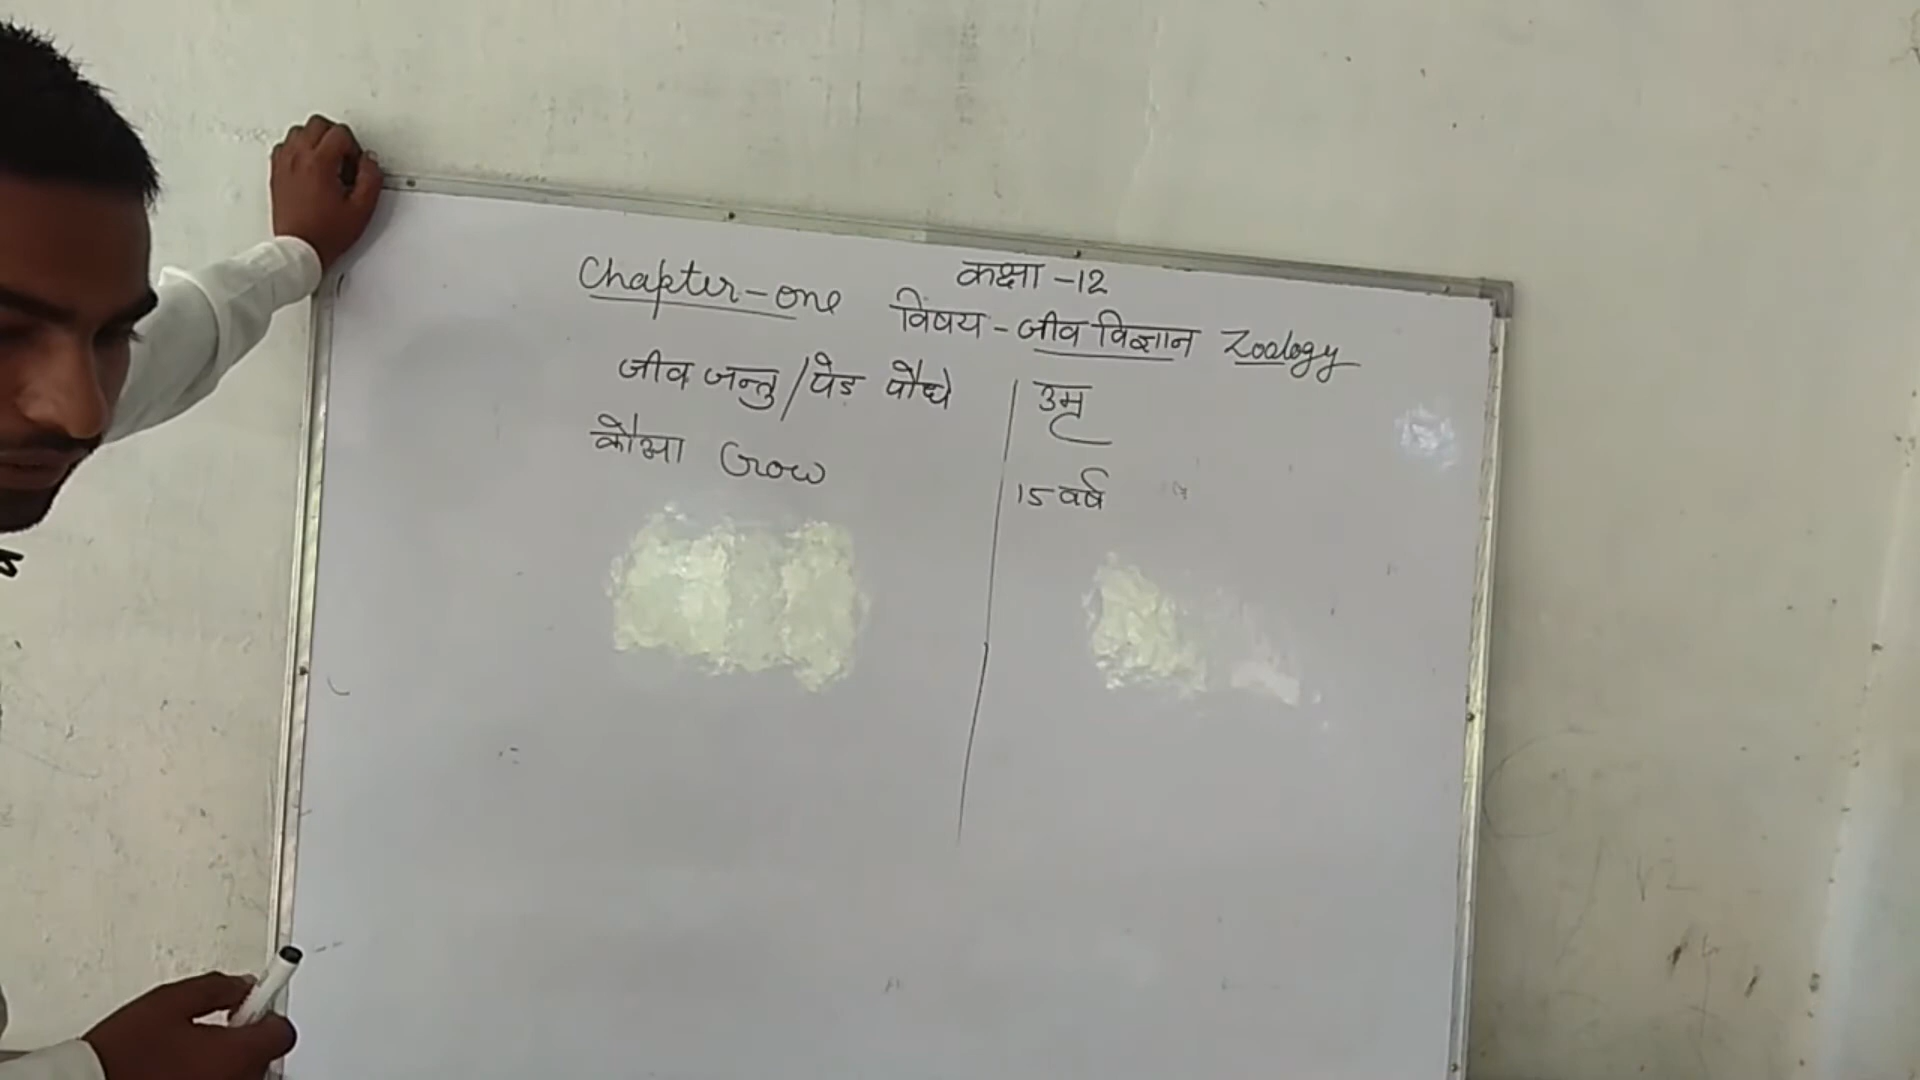 कक्षा -12
Chapter-one विषय - जीव विज्ञान Zoology
जीव जन्तु / पेड पौधे | उम्र
कौआ Crow 15 वर्ष